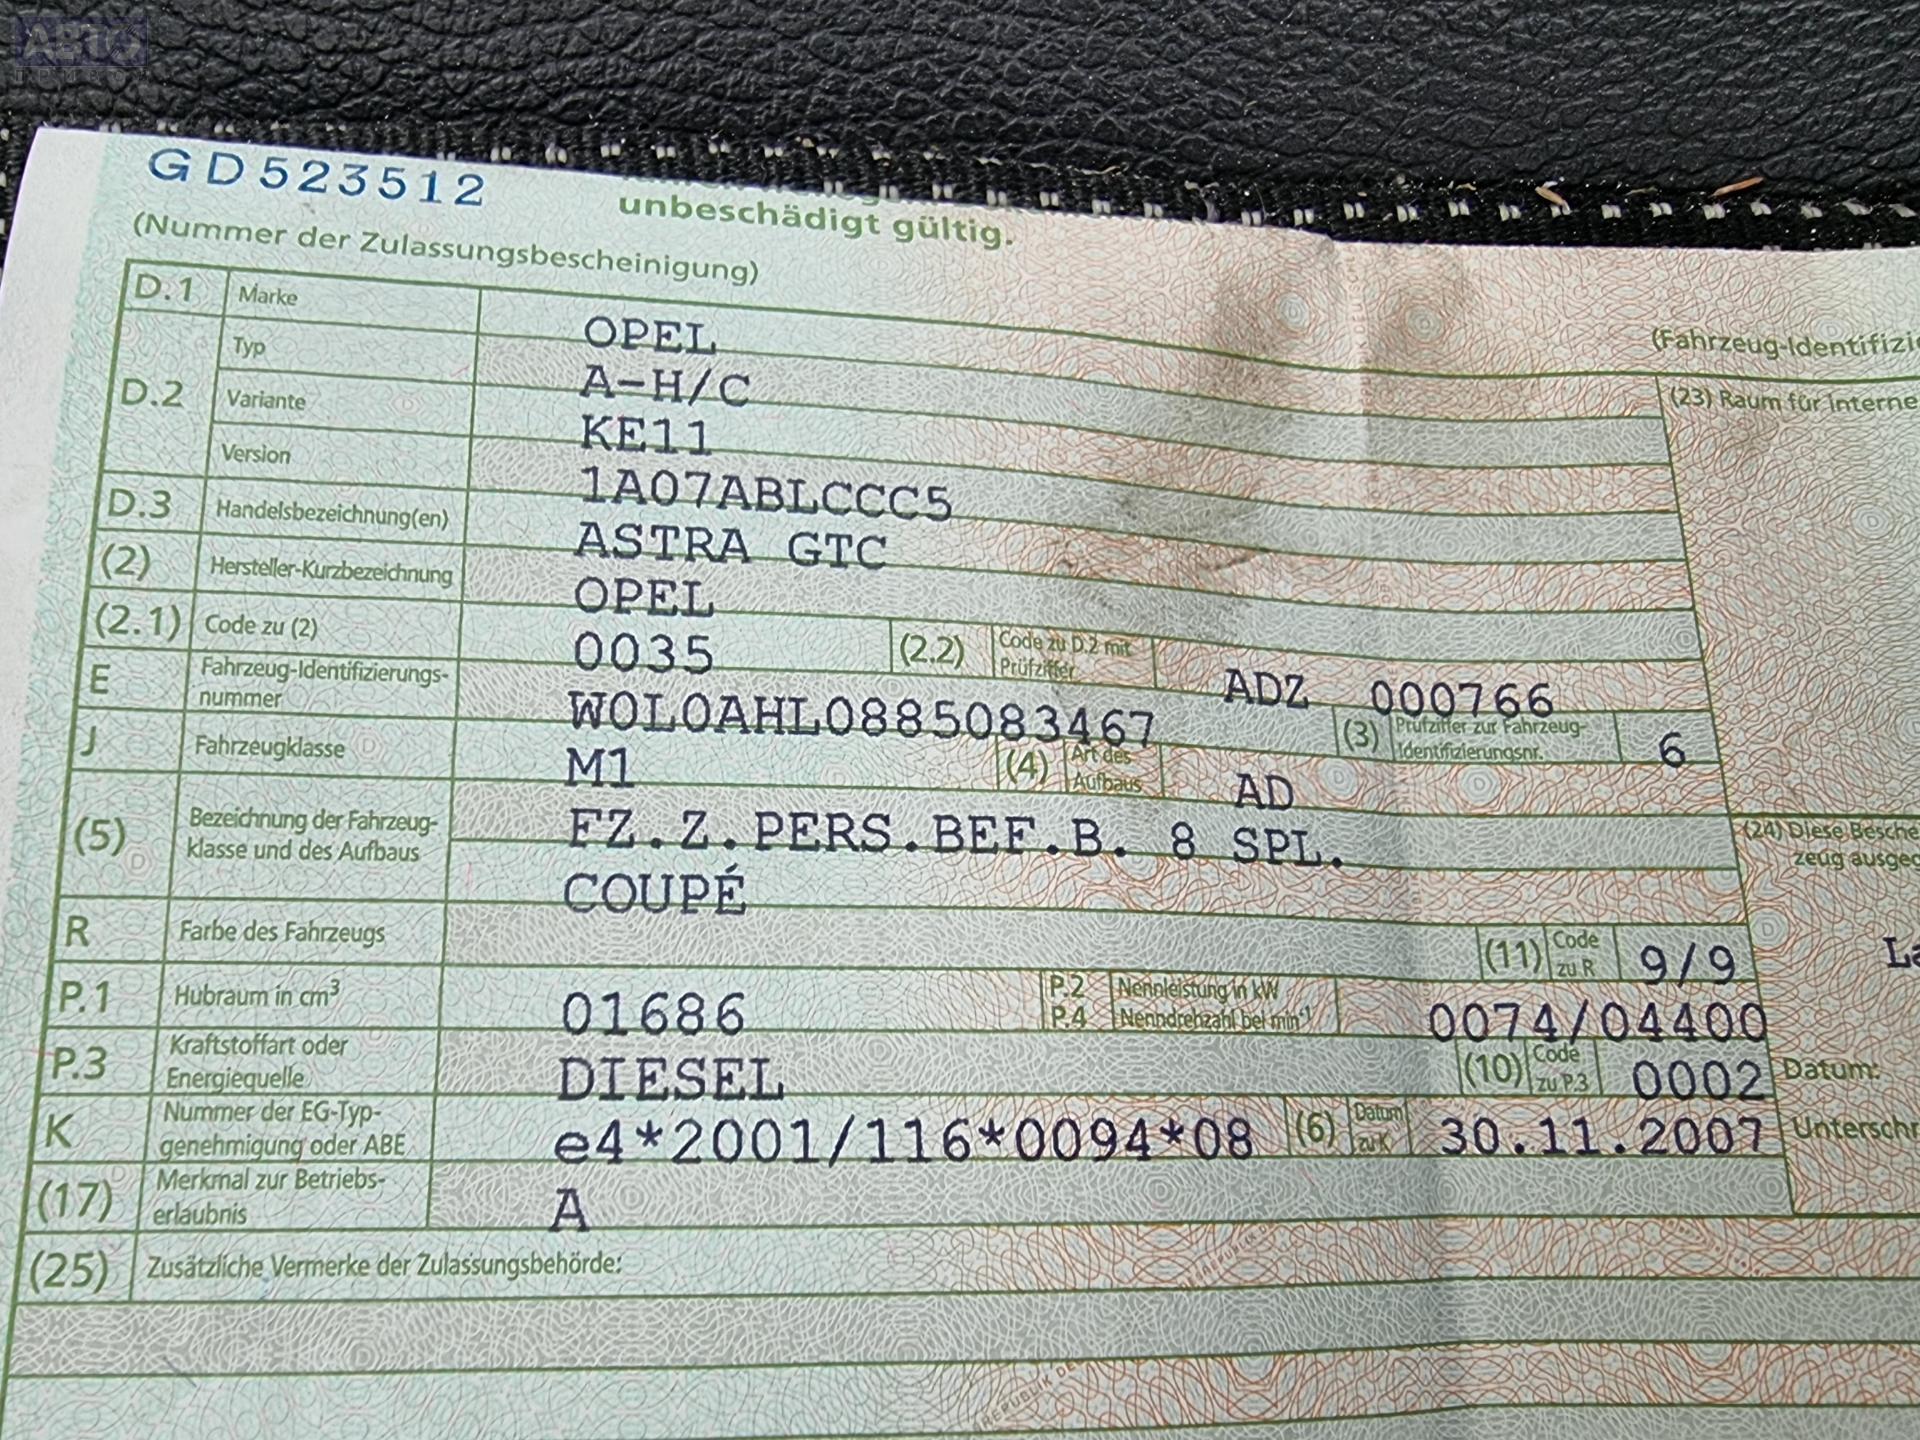 АВТО
ПРИВОЗ
GD523512
unbeschädigt gültig.
(Nummer der Zulassungsbescheinigung)
D.1 Marke OPEL
(Fahrzeug-Identifizi
D.2 Typ A-H/C
Variante KE11
(23) Raum für interne
Version 1A07ABLCCC5
D.3 Handelsbezeichnung(en) ASTRA GTC
(2) Hersteller-Kurzbezeichnung OPEL
(2.1) Code zu (2) 0035 (2.2) Code zu D.2 mit Prüfziffer ADZ 000766
E Fahrzeug-Identifizierungs-
nummer W0L0AHL0885083467 (3) Prüfziffer zur Fahrzeug-
Identifizierungsnr. 6
J Fahrzeugklasse M1 (4) Art des Aufbaus AD
(5) Bezeichnung der Fahrzeug- FZ.Z.PERS.BEF.B. 8 SPL.
klasse und des Aufbaus COUPÉ
(24) Diese Besche
zeug ausge
R Farbe des Fahrzeugs (11) Code zu R 9/9
La
P.1 Hubraum in cm³ 01686 P.2 Nennleistung in kW
P.4 Nenndrehzahl bei min⁻¹ 0074/04400
P.3 Kraftstoffart oder
Energiequelle DIESEL (10) Code zu P.3 0002
Datum:
K Nummer der EG-Typ-
genehmigung oder ABE e4*2001/116*0094*08 (6) Datum zu K 30.11.2007
Unterschr
(17) Merkmal zur Betriebs-
erlaubnis A
(25) Zusätzliche Vermerke der Zulassungsbehörde: